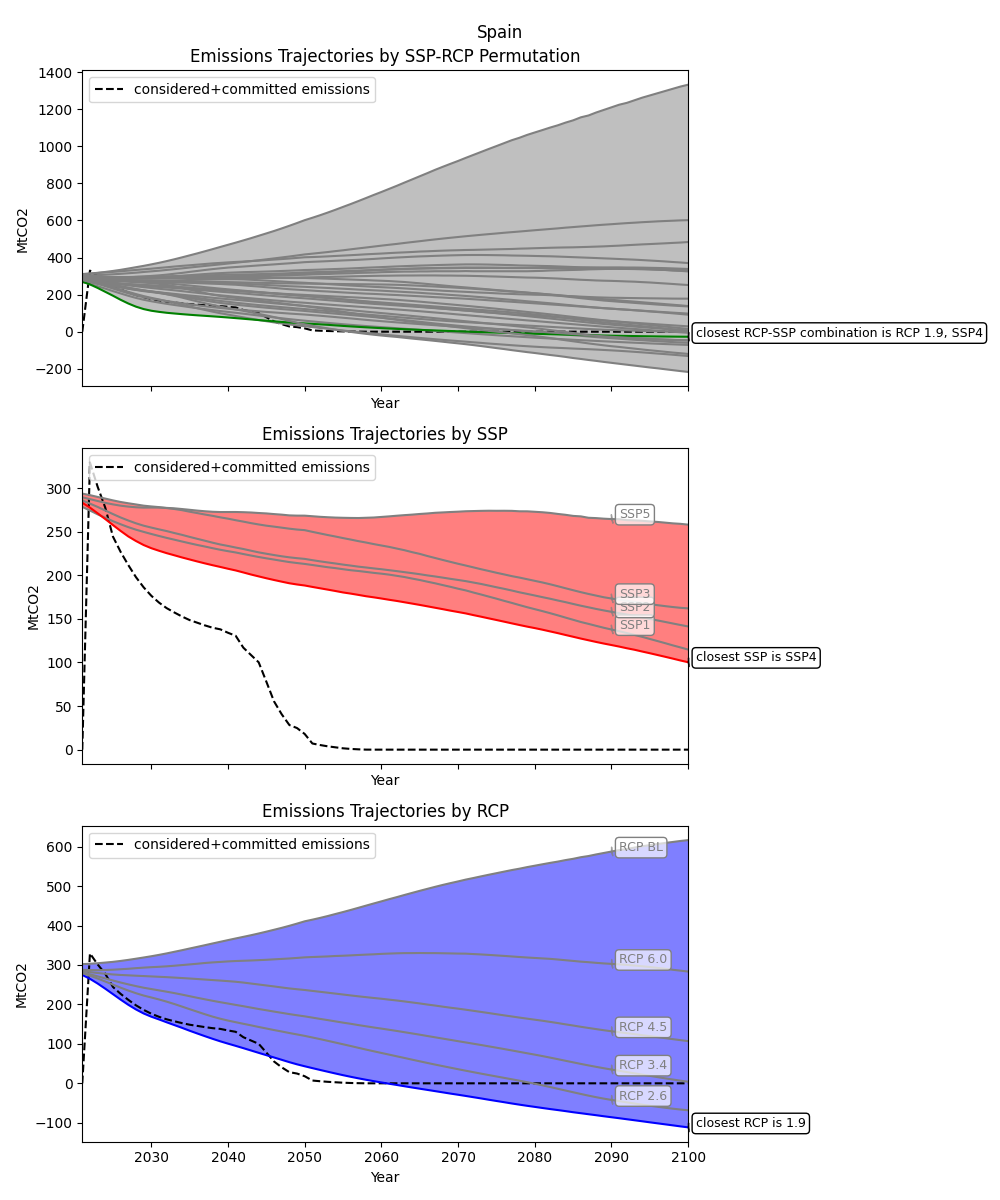 Spain
Emissions Trajectories by SSP-RCP Permutation
1400
1200
1000
800
600
400
200
0
−200
MtCO2
considered+committed emissions
closest RCP-SSP combination is RCP 1.9, SSP4
Year
Emissions Trajectories by SSP
300
250
200
150
100
50
0
MtCO2
considered+committed emissions
SSP5
SSP3
SSP2
SSP1
closest SSP is SSP4
Year
Emissions Trajectories by RCP
600
500
400
300
200
100
0
−100
MtCO2
considered+committed emissions
RCP BL
RCP 6.0
RCP 4.5
RCP 3.4
RCP 2.6
closest RCP is 1.9
2030 2040 2050 2060 2070 2080 2090 2100
Year